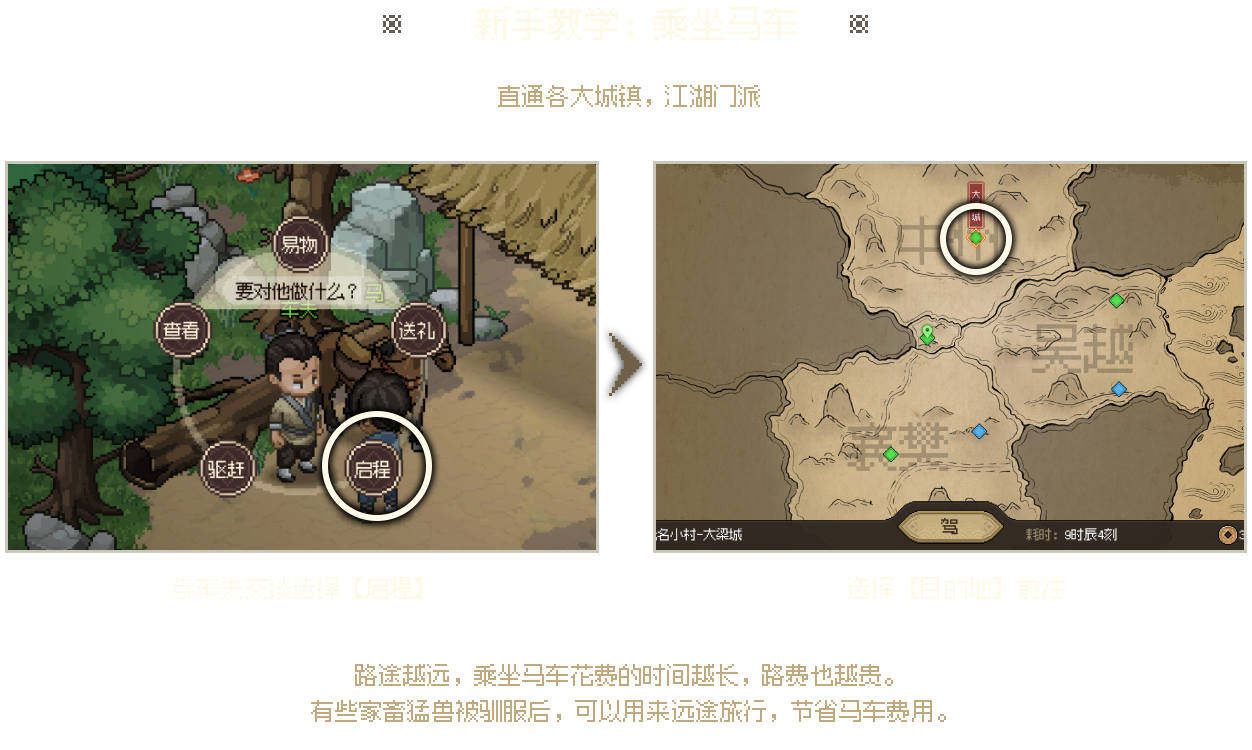 新手教学：乘坐马车
直通各大城镇，江湖门派
易物
要对他做什么？
马车夫
查看
送礼
驱赶
启程
大城
中州
吴越
襄樊
名小村-大梁城
驾
耗时：9时辰4刻
与车夫交谈选择【启程】
选择【目的地】前往
路途越远，乘坐马车花费的时间越长，路费也越贵。
有些家畜猛兽被驯服后，可以用来远途旅行，节省马车费用。